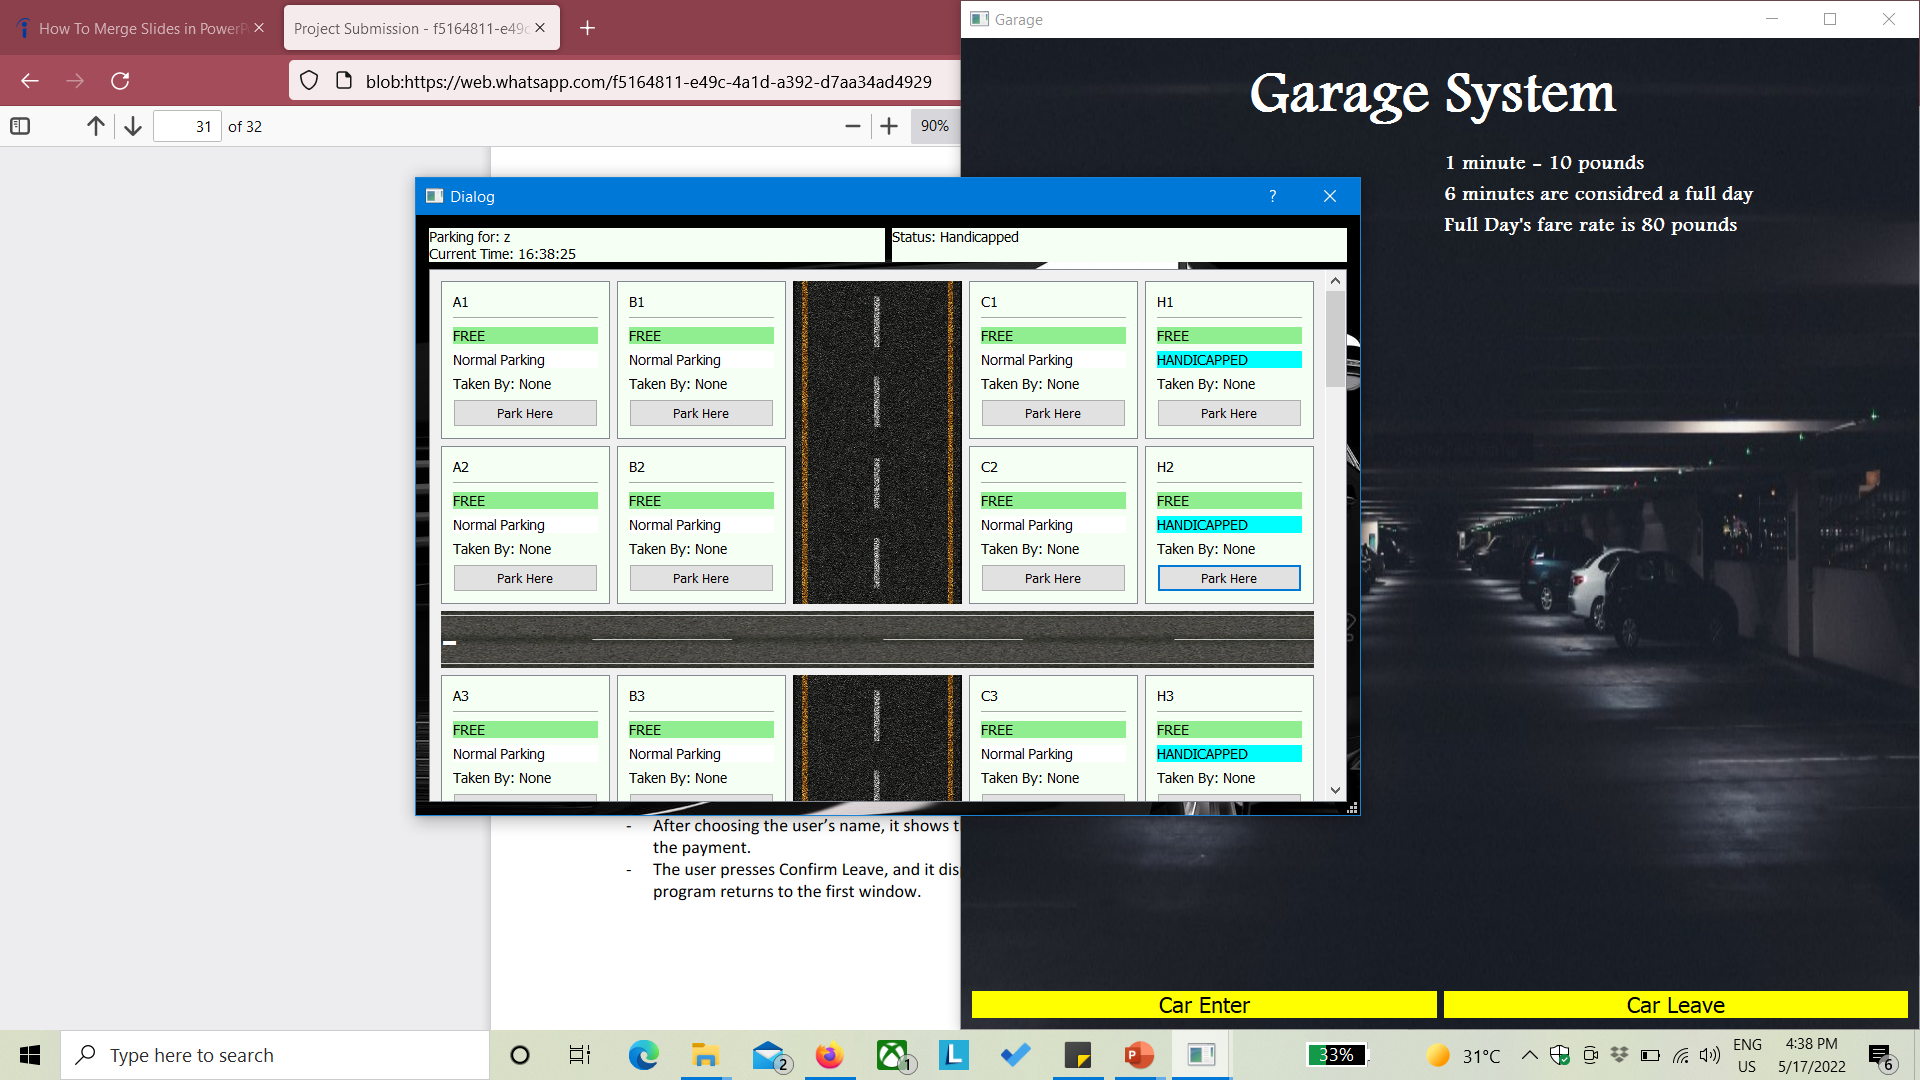 How To Merge Slides in PowerP
Project Submission - f5164811-e49c
blob:https://web.whatsapp.com/f5164811-e49c-4a1d-a392-d7aa34ad4929
31 of 32
90%
Garage
Garage System
1 minute - 10 pounds
6 minutes are considred a full day
Full Day's fare rate is 80 pounds
Dialog
?
Parking for: z
Current Time: 16:38:25
Status: Handicapped
A1
FREE
Normal Parking
Taken By: None
Park Here
B1
FREE
Normal Parking
Taken By: None
Park Here
C1
FREE
Normal Parking
Taken By: None
Park Here
H1
FREE
HANDICAPPED
Taken By: None
Park Here
A2
FREE
Normal Parking
Taken By: None
Park Here
B2
FREE
Normal Parking
Taken By: None
Park Here
C2
FREE
Normal Parking
Taken By: None
Park Here
H2
FREE
HANDICAPPED
Taken By: None
Park Here
A3
FREE
Normal Parking
Taken By: None
B3
FREE
Normal Parking
Taken By: None
C3
FREE
Normal Parking
Taken By: None
H3
FREE
HANDICAPPED
Taken By: None
- After choosing the user's name, it shows t
the payment.
- The user presses Confirm Leave, and it dis
program returns to the first window.
Car Enter
Car Leave
Type here to search
2
1
L
P
33%
31°C
ENG
US
4:38 PM
5/17/2022
6